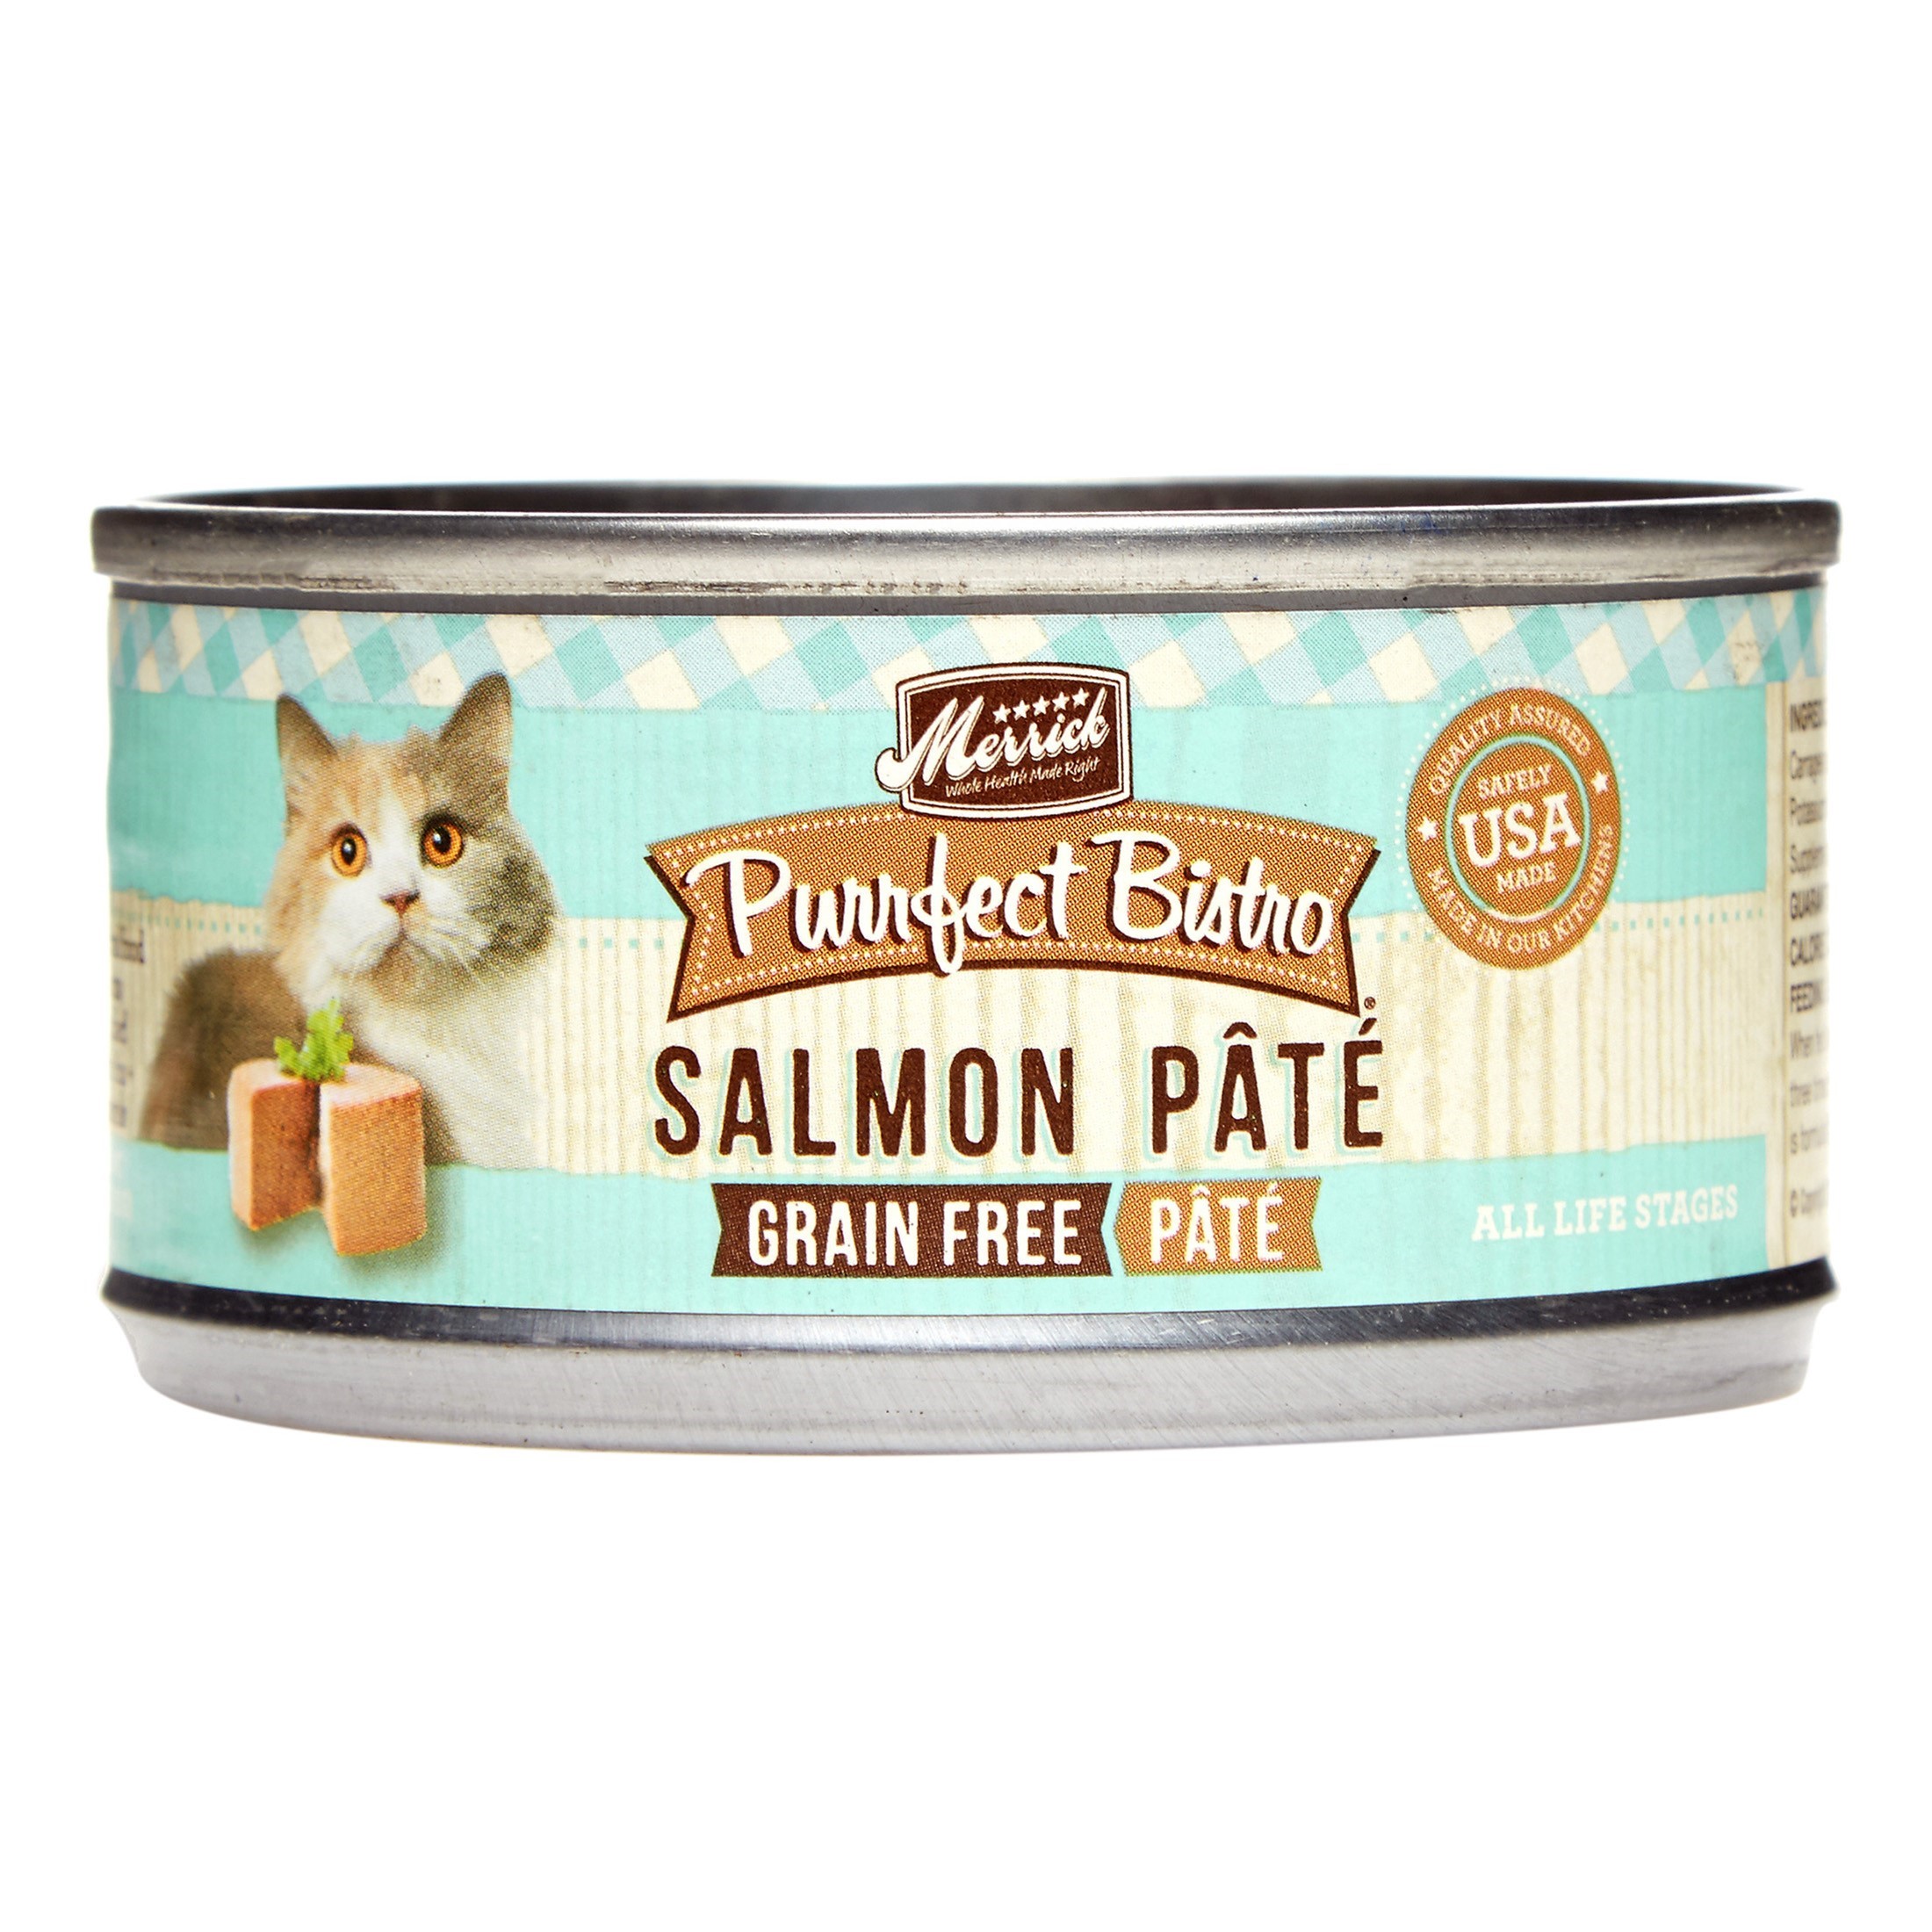 Merrick
Whole Health Made Right
Purrfect Bistro
®
SALMON PÂTÉ
GRAIN FREE
PÂTÉ
QUALITY ASSURED
SAFELY
USA
MADE
MADE IN OUR KITCHENS
ALL LIFE STAGES
When
©